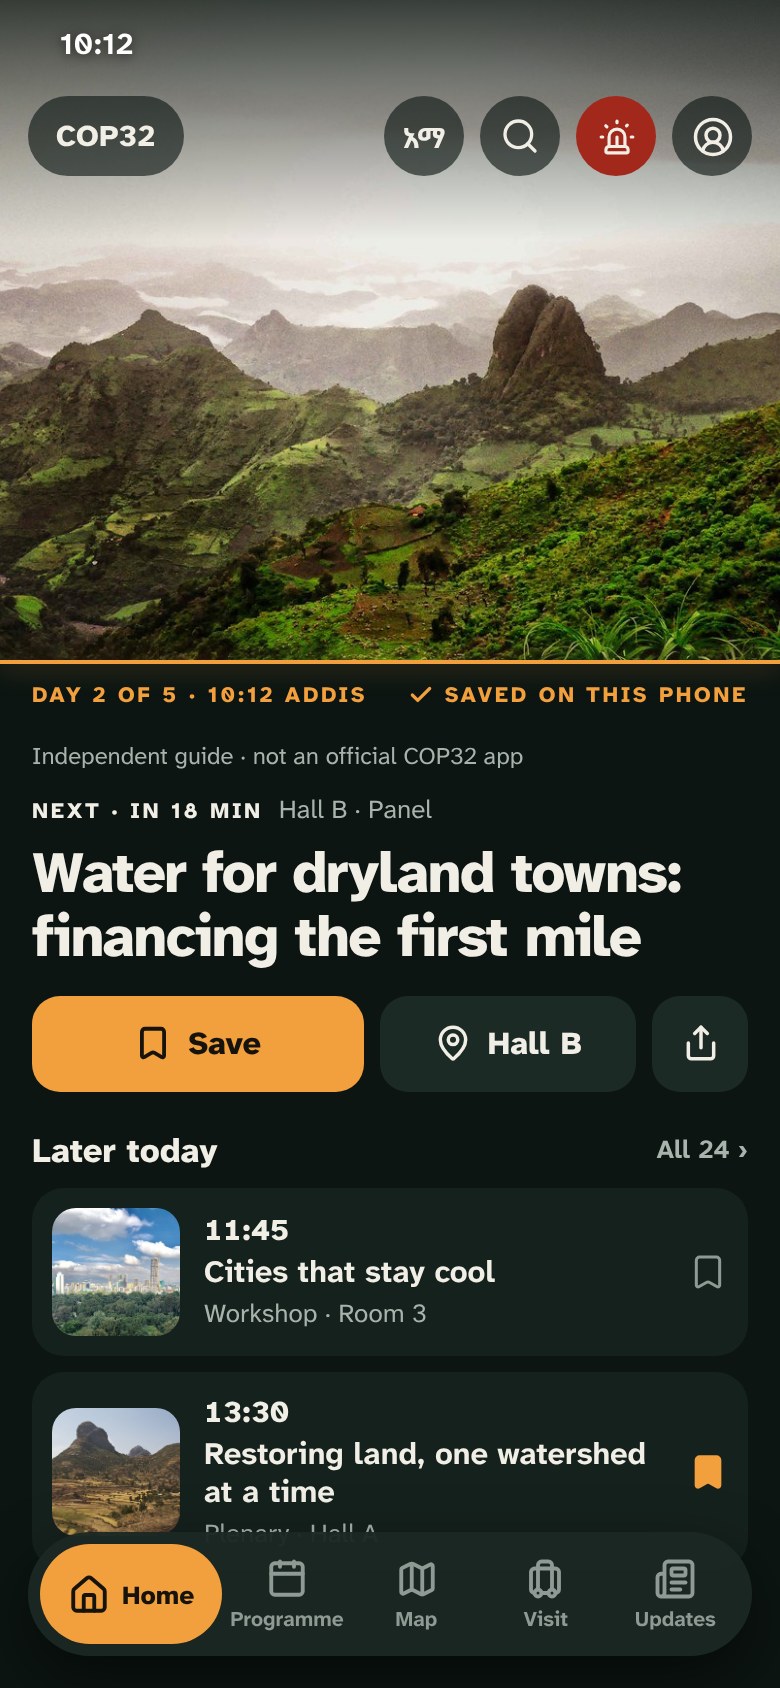 10:12
COP32
አማ
DAY 2 OF 5 · 10:12 ADDIS
SAVED ON THIS PHONE
Independent guide · not an official COP32 app
NEXT · IN 18 MIN Hall B · Panel
Water for dryland towns:
financing the first mile
Save
Hall B
Later today
All 24 ›
11:45
Cities that stay cool
Workshop · Room 3
13:30
Restoring land, one watershed
at a time
Plenary · Hall A
Home
Programme
Map
Visit
Updates